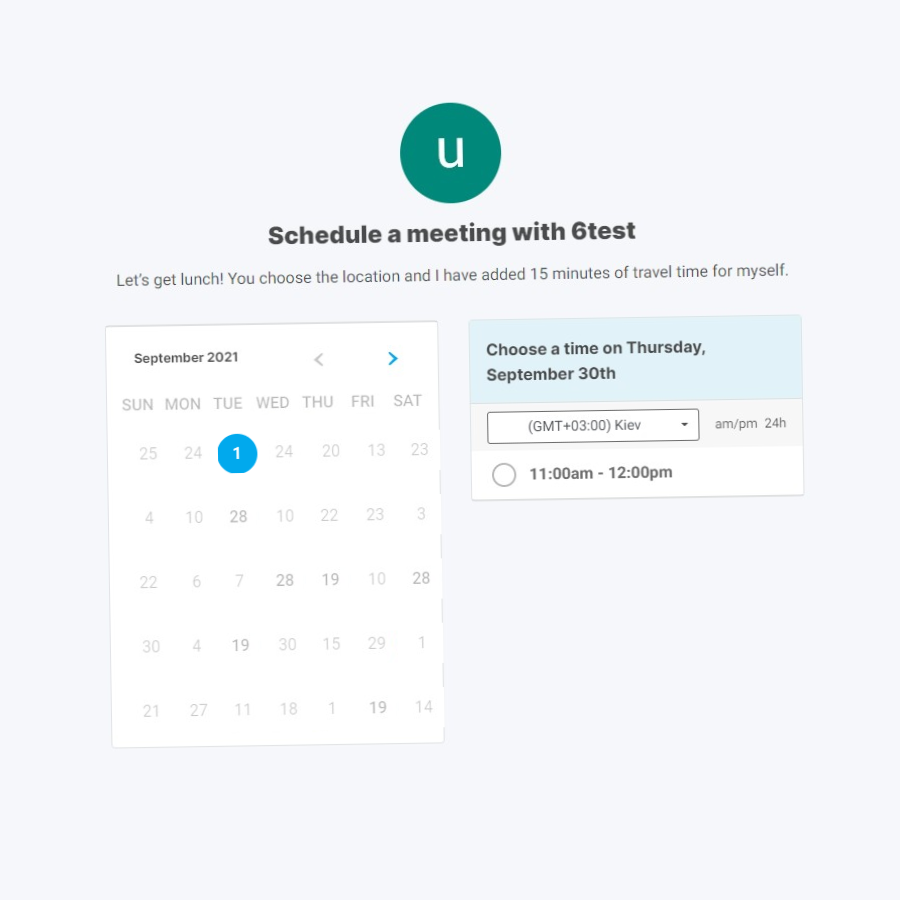 u
Schedule a meeting with 6test
Let's get lunch! You choose the location and I have added 15 minutes of travel time for myself.
September 2021
SUN MON TUE WED THU FRI SAT
25 24 1 24 20 13 23
4 10 28 10 22 23 3
22 6 7 28 19 10 28
30 4 19 30 15 29 1
21 27 11 18 1 19 14
Choose a time on Thursday,
September 30th
(GMT+03:00) Kiev am/pm 24h
11:00am - 12:00pm